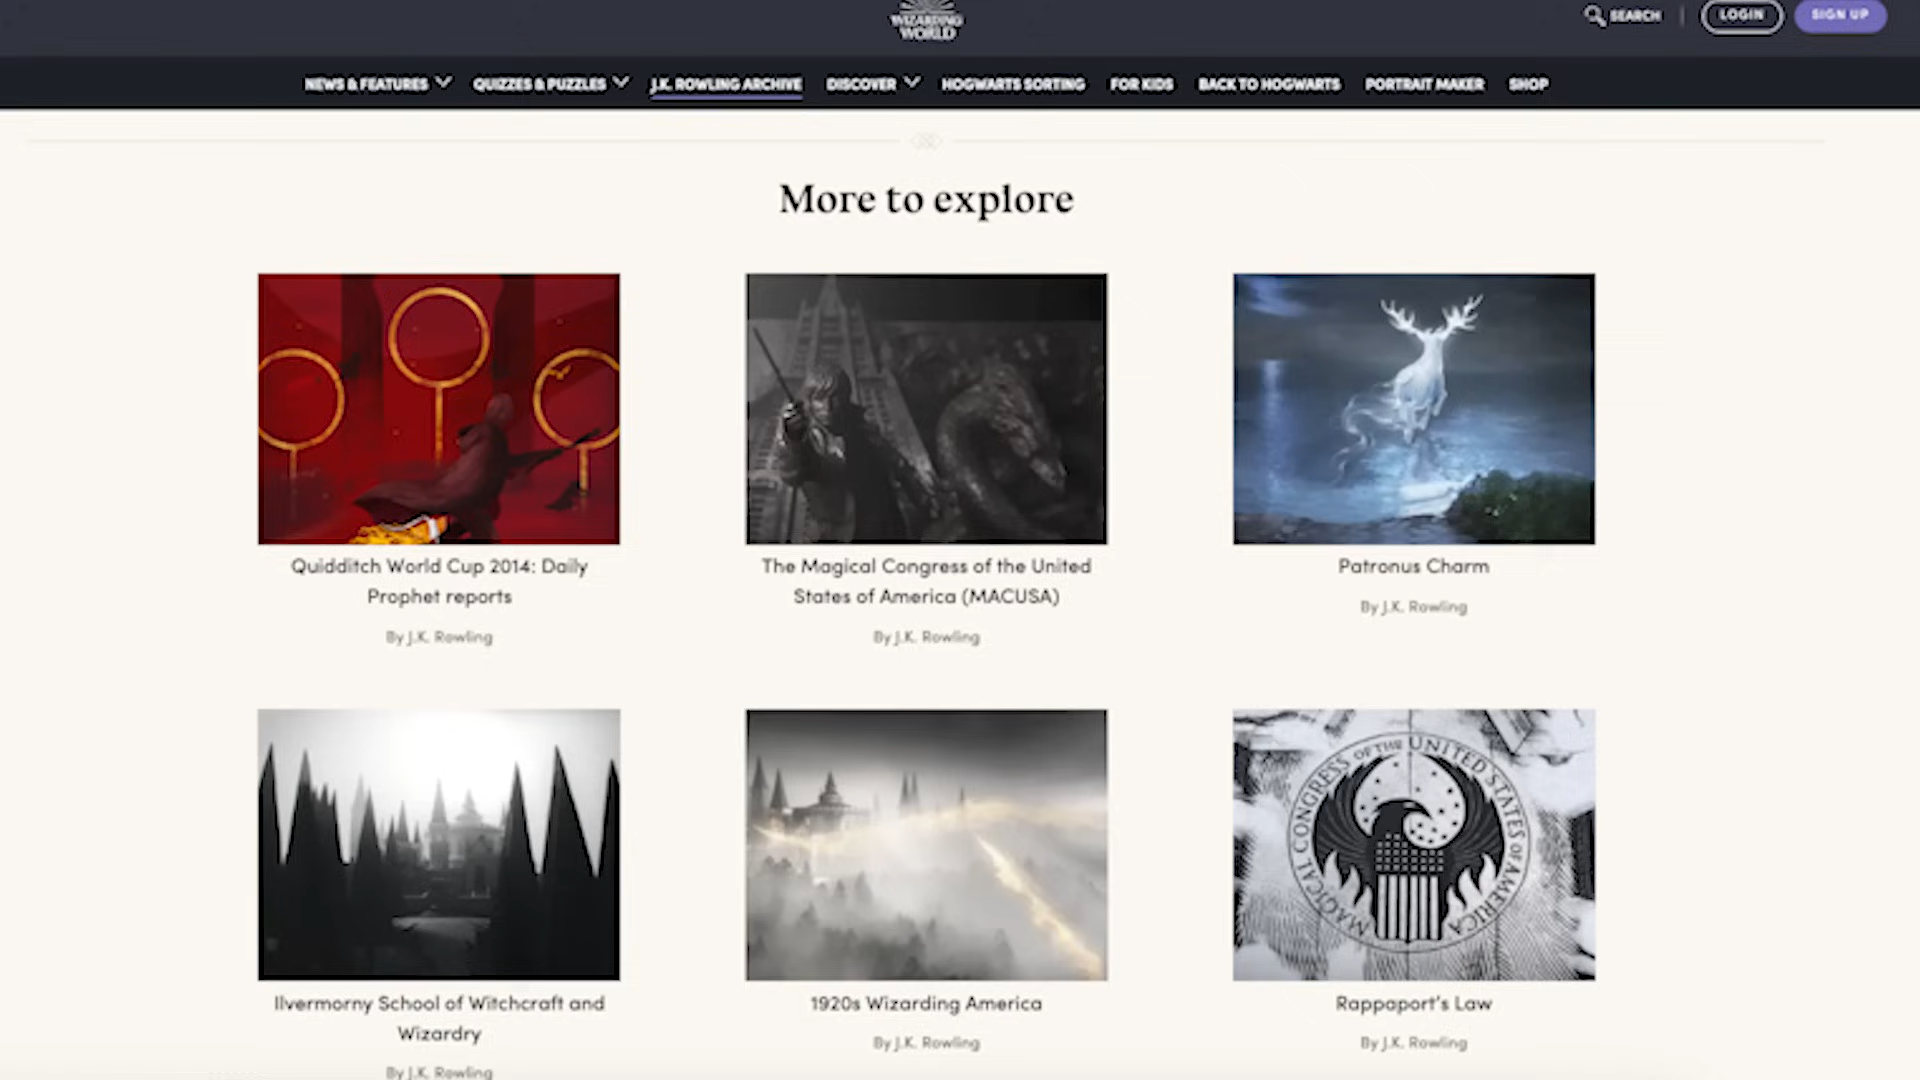 WIZARDING
WORLD
SEARCH
LOGIN
SIGN UP
NEWS & FEATURES
QUIZZES & PUZZLES
J.K. ROWLING ARCHIVE
DISCOVER
HOGWARTS SORTING
FOR KIDS
BACK TO HOGWARTS
PORTRAIT MAKER
SHOP
More to explore
Quidditch World Cup 2014: Daily
Prophet reports
By J.K. Rowling
The Magical Congress of the United
States of America (MACUSA)
By J.K. Rowling
Patronus Charm
By J.K. Rowling
MAGICAL CONGRESS OF THE UNITED STATES OF AMERICA
Ilvermorny School of Witchcraft and
Wizardry
By J.K. Rowling
1920s Wizarding America
By J.K. Rowling
Rappaport's Law
By J.K. Rowling